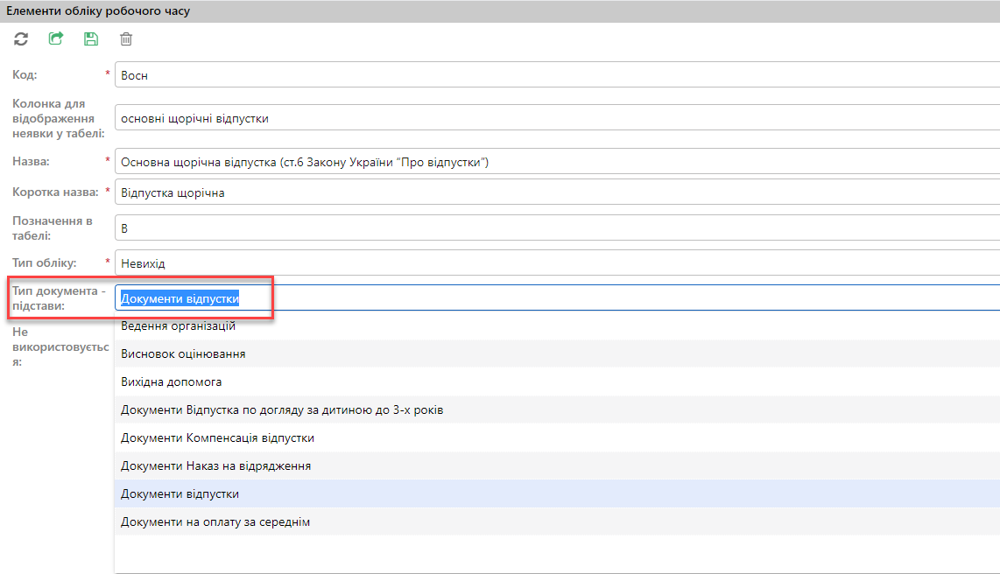 Елементи обліку робочого часу
Код: * Восн
Колонка для
відображення
неявки у табелі:
основні щорічні відпустки
Назва: * Основна щорічна відпустка (ст.6 Закону України “Про відпустки”)
Коротка назва: * Відпустка щорічна
Позначення в
табелі:
В
Тип обліку: * Невихід
Тип документа -
підстави:
Документи відпустки
Не
використовуєтьс
я:
Ведення організацій
Висновок оцінювання
Вихідна допомога
Документи Відпустка по догляду за дитиною до 3-х років
Документи Компенсація відпустки
Документи Наказ на відрядження
Документи відпустки
Документи на оплату за середнім